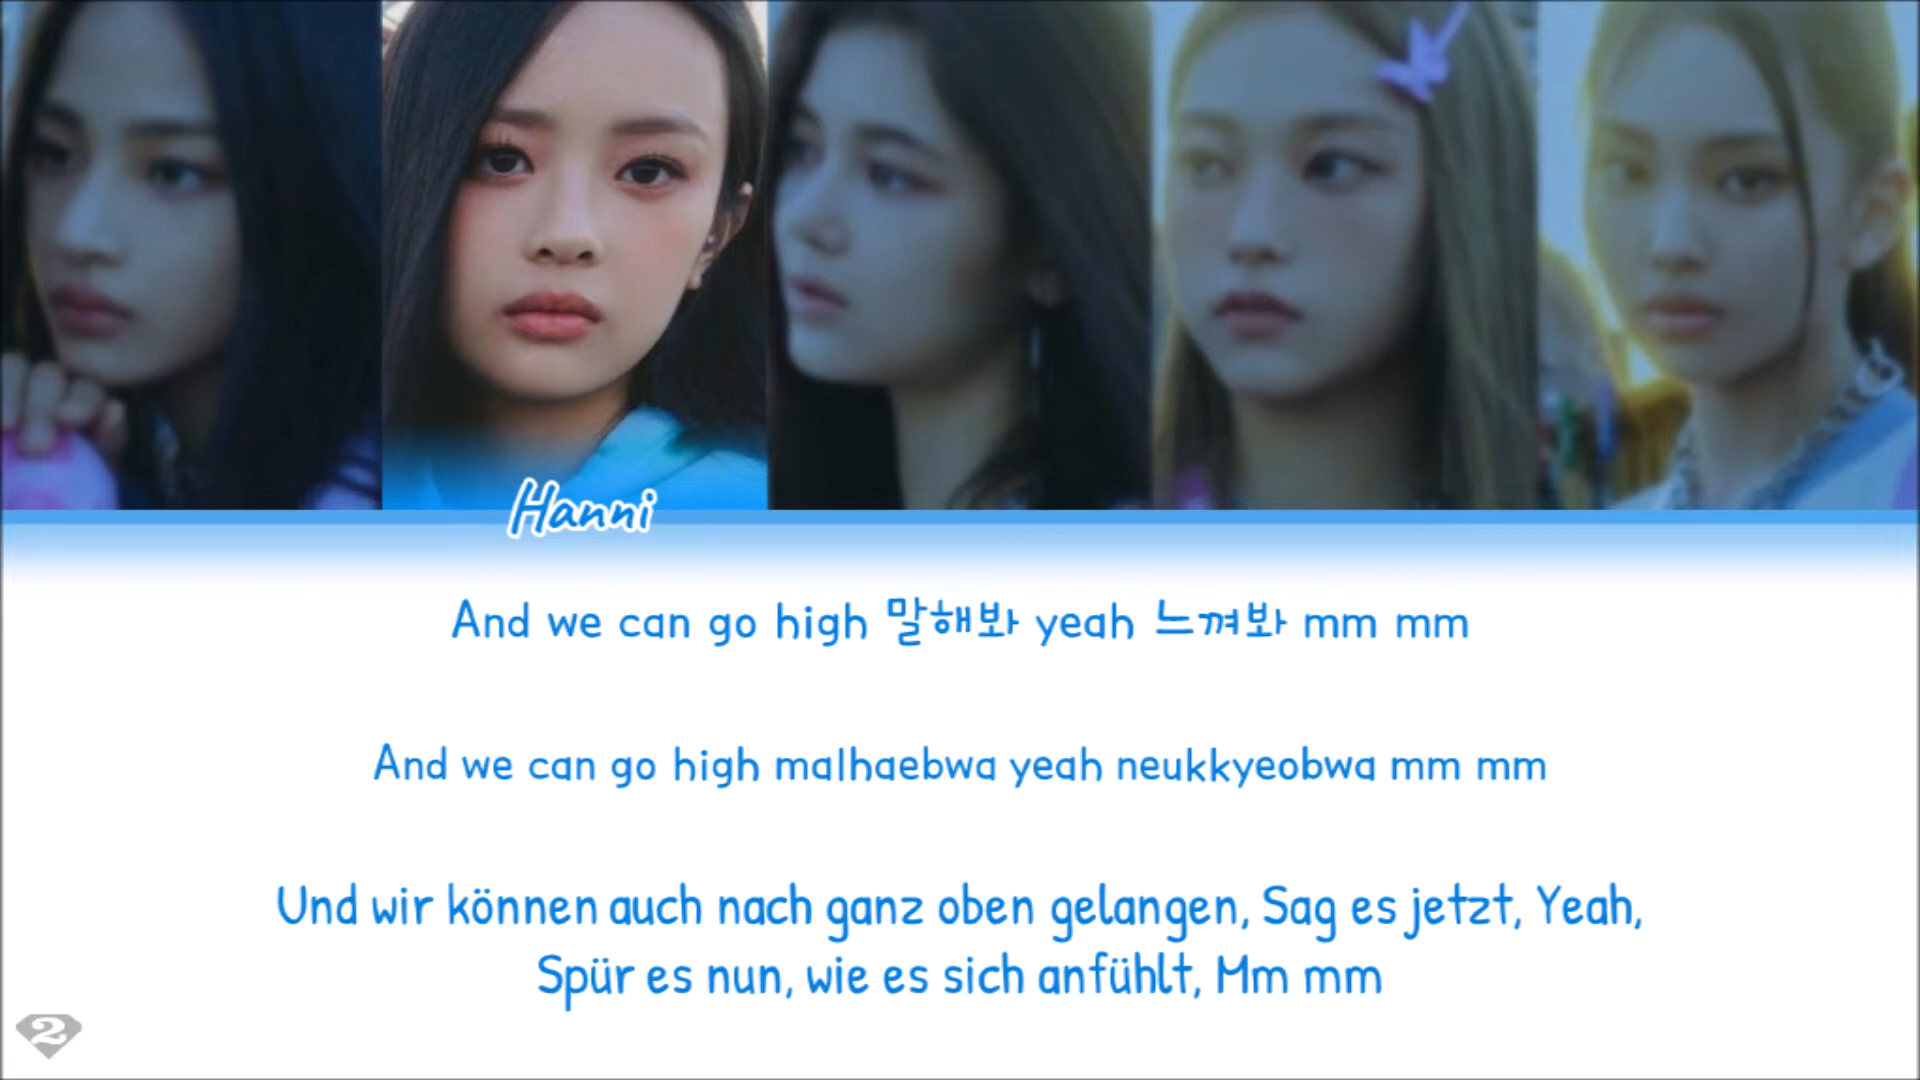 Hanni
And we can go high 말해봐 yeah 느껴봐 mm mm
And we can go high malhaebwa yeah neukkyeobwa mm mm
Und wir können auch nach ganz oben gelangen, Sag es jetzt, Yeah,
Spür es nun, wie es sich anfühlt, Mm mm
2